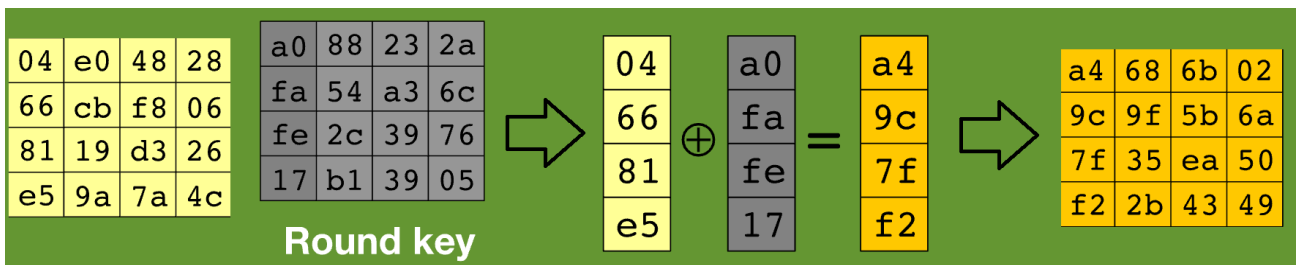 04 e0 48 28
66 cb f8 06
81 19 d3 26
e5 9a 7a 4c
a0 88 23 2a
fa 54 a3 6c
fe 2c 39 76
17 b1 39 05
Round key
04
66
81
e5
⊕
a0
fa
fe
17
=
a4
9c
7f
f2
a4 68 6b 02
9c 9f 5b 6a
7f 35 ea 50
f2 2b 43 49